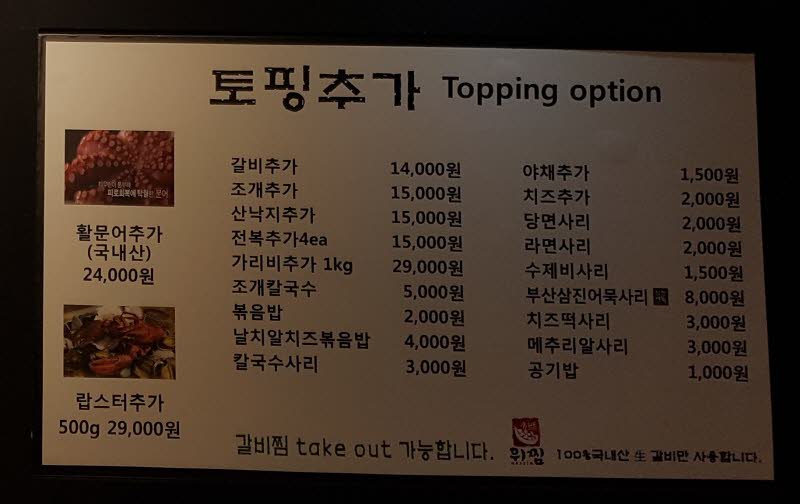 토핑추가 Topping option
피로회복에 탁월한 문어
활문어추가
(국내산)
24,000원
랍스터추가
500g 29,000원
갈비추가 14,000원
조개추가 15,000원
산낙지추가 15,000원
전복추가4ea 15,000원
가리비추가 1kg 29,000원
조개칼국수 5,000원
볶음밥 2,000원
날치알치즈볶음밥 4,000원
칼국수사리 3,000원
야채추가 1,500원
치즈추가 2,000원
당면사리 2,000원
라면사리 2,000원
수제비사리 1,500원
부산삼진어묵사리 8,000원
치즈떡사리 3,000원
메추리알사리 3,000원
공기밥 1,000원
갈비찜 take out 가능합니다.
100%국내산 生 갈비만 사용합니다.